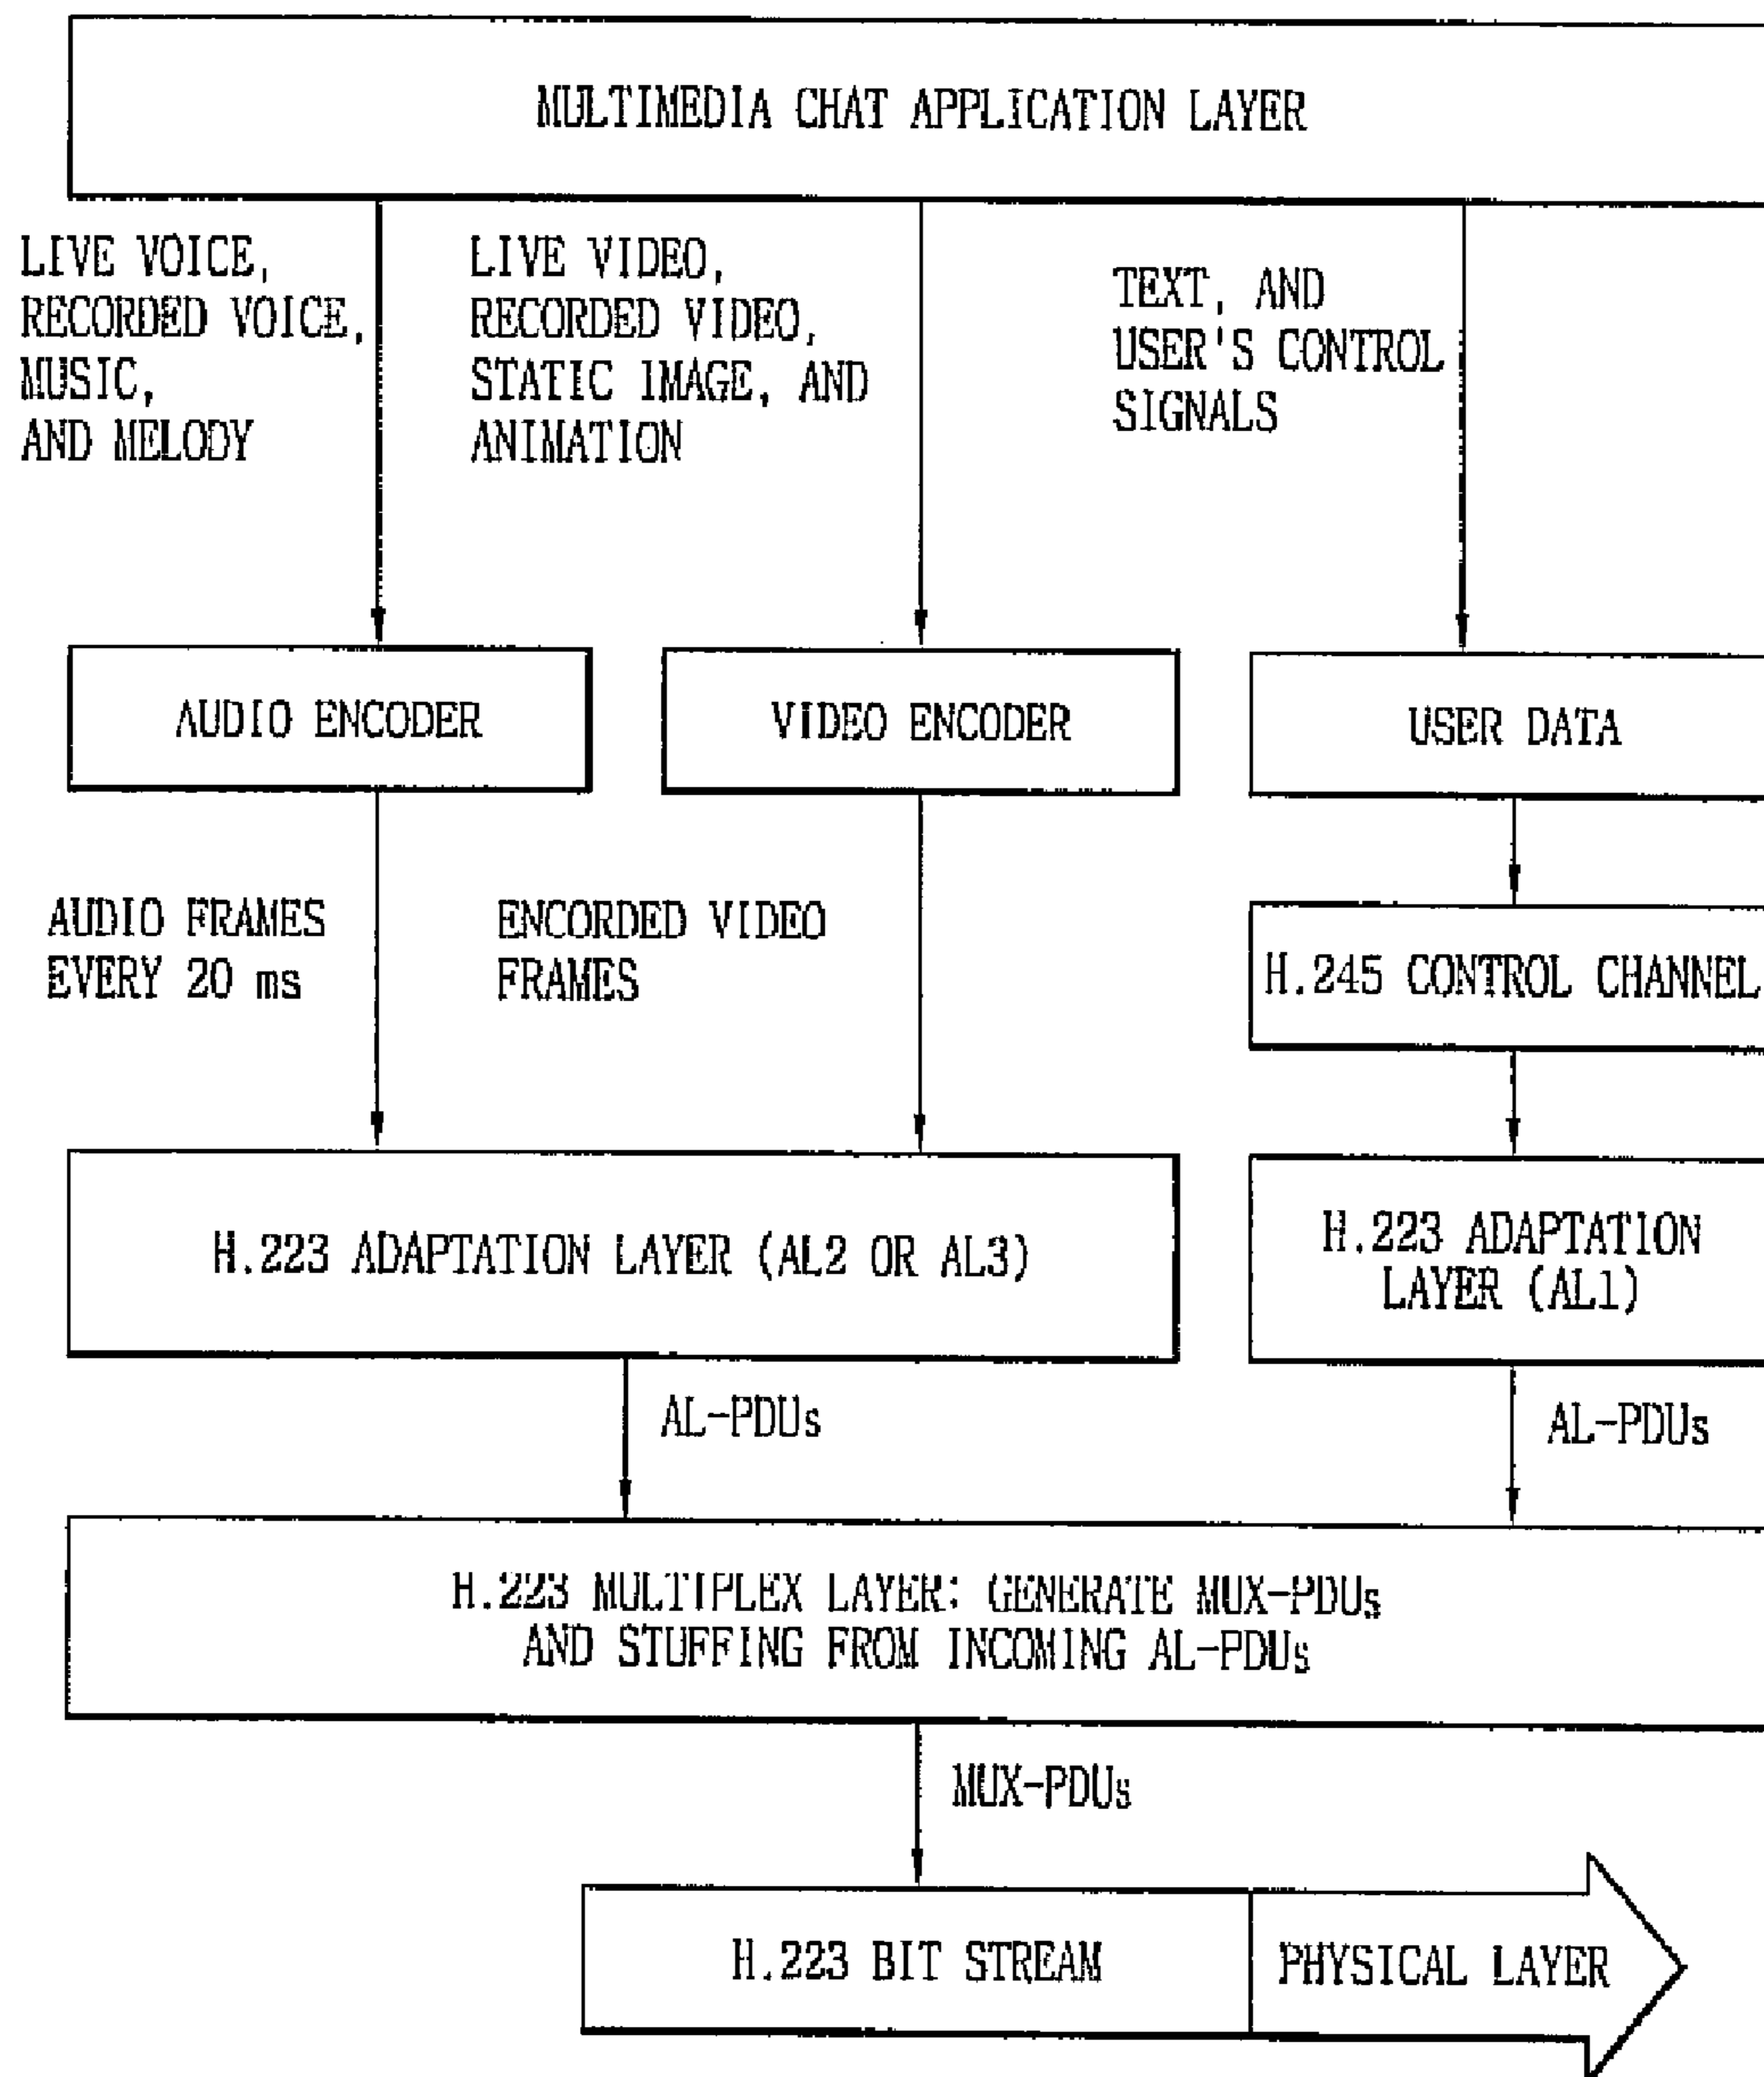 MULTIMEDIA CHAT APPLICATION LAYER
LIVE VOICE,
RECORDED VOICE,
MUSIC,
AND MELODY
LIVE VIDEO,
RECORDED VIDEO,
STATIC IMAGE, AND
ANIMATION
TEXT, AND
USER'S CONTROL
SIGNALS
AUDIO ENCODER
VIDEO ENCODER
USER DATA
AUDIO FRAMES
EVERY 20 ms
ENCORDED VIDEO
FRAMES
H.245 CONTROL CHANNEL
H.223 ADAPTATION LAYER (AL2 OR AL3)
H.223 ADAPTATION
LAYER (AL1)
AL-PDUs
AL-PDUs
H.223 MULTIPLEX LAYER: GENERATE MUX-PDUs
AND STUFFING FROM INCOMING AL-PDUs
MUX-PDUs
H.223 BIT STREAM
PHYSICAL LAYER